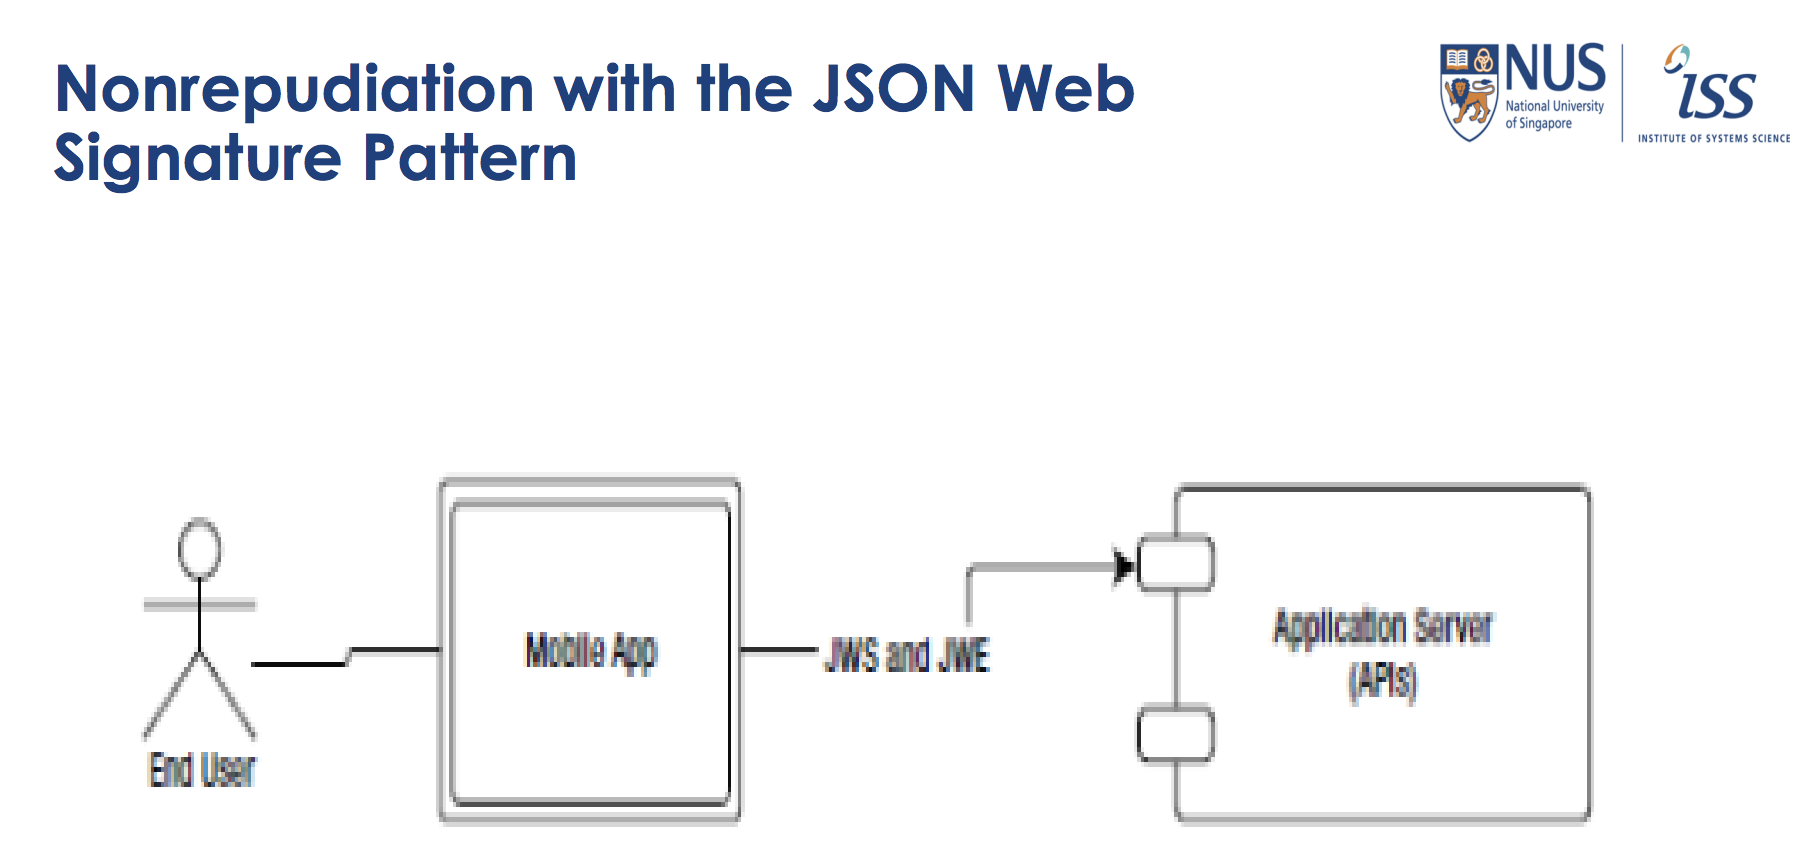 Nonrepudiation with the JSON Web
Signature Pattern
NUS
National University
of Singapore
iss
INSTITUTE OF SYSTEMS SCIENCE
End User
Mobile App
JWS and JWE
Application Server
(APIs)